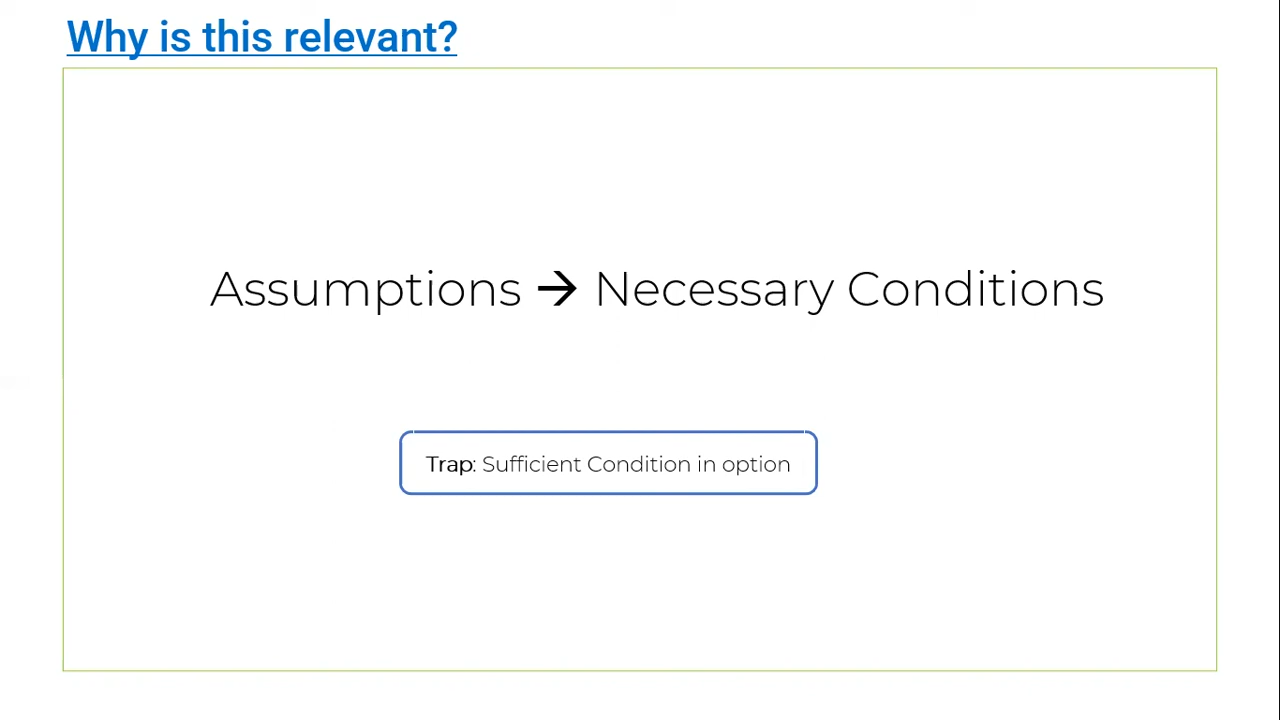 Why is this relevant?
Assumptions → Necessary Conditions
Trap: Sufficient Condition in option